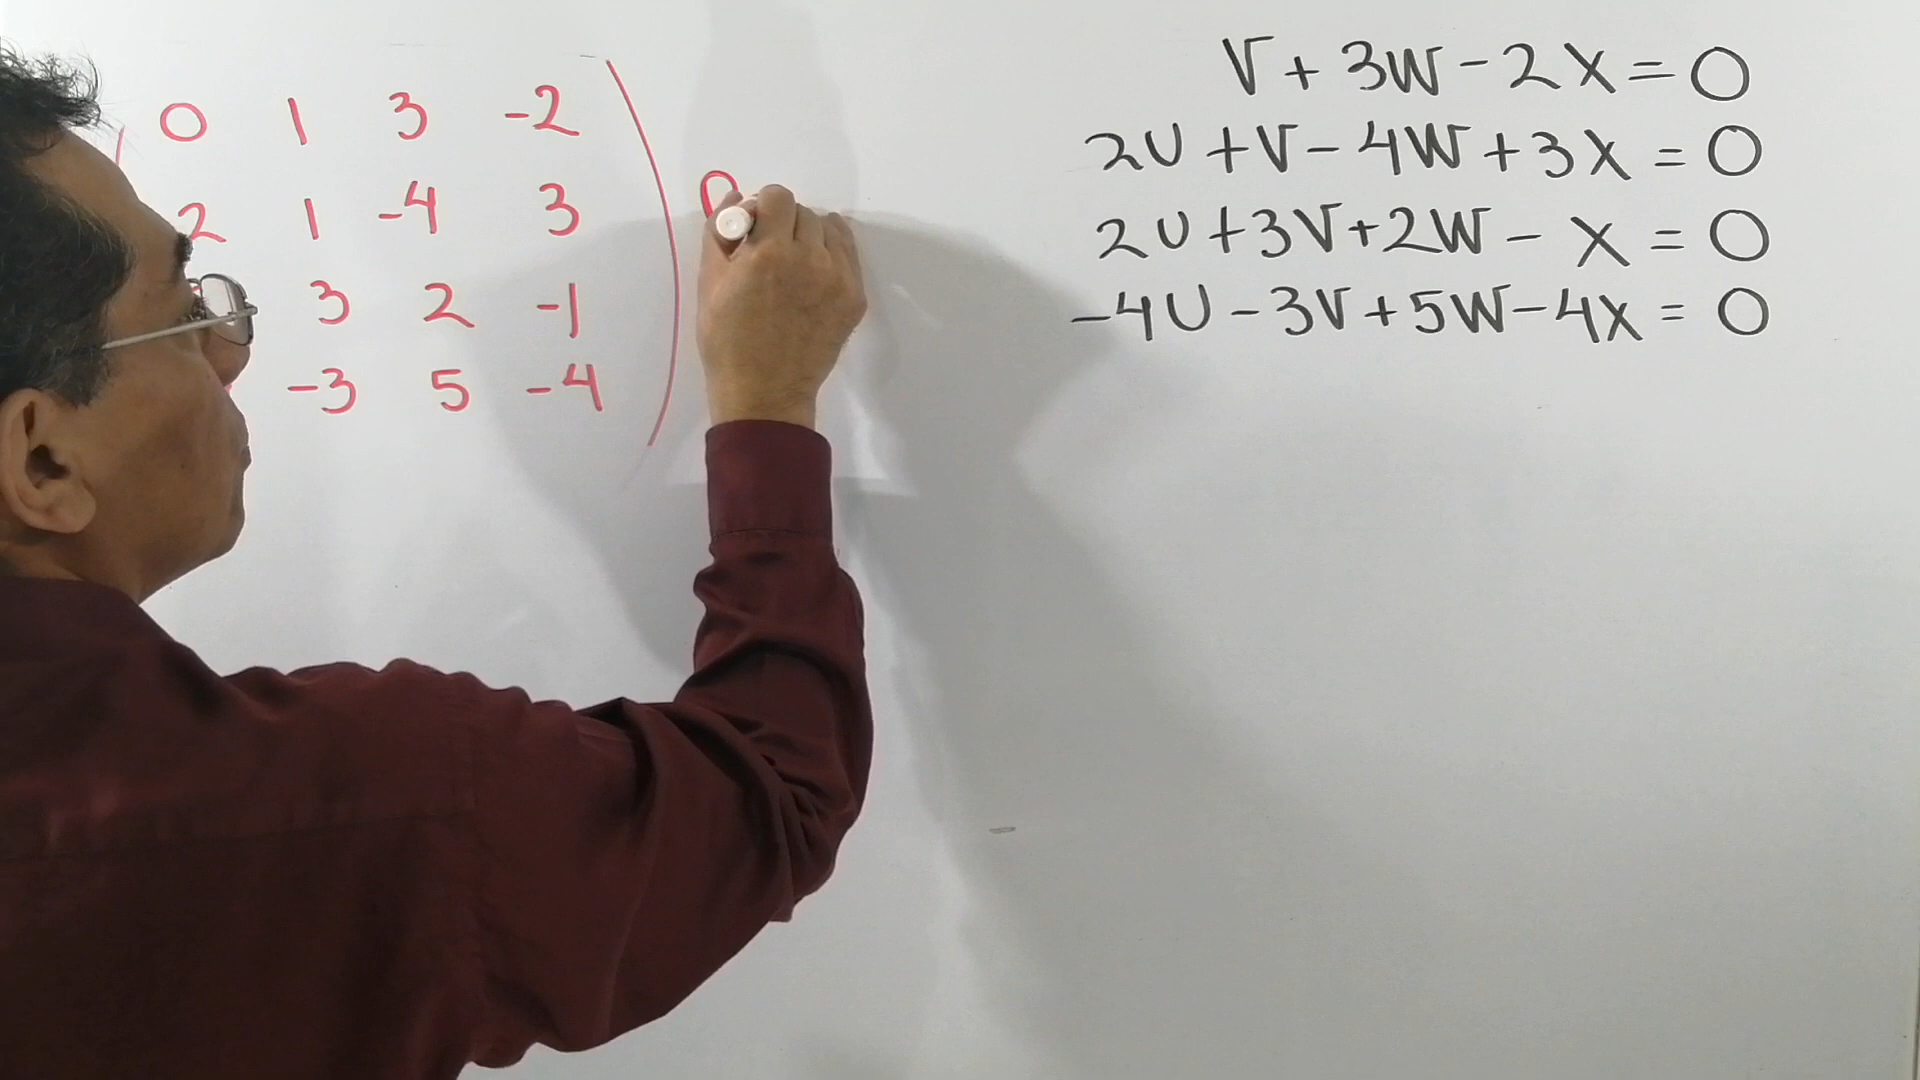 0 1 3 -2
2 1 -4 3
3 2 -1
-3 5 -4
V + 3W - 2X = 0
2U + V - 4W + 3X = 0
2U + 3V + 2W - X = 0
-4U - 3V + 5W - 4X = 0